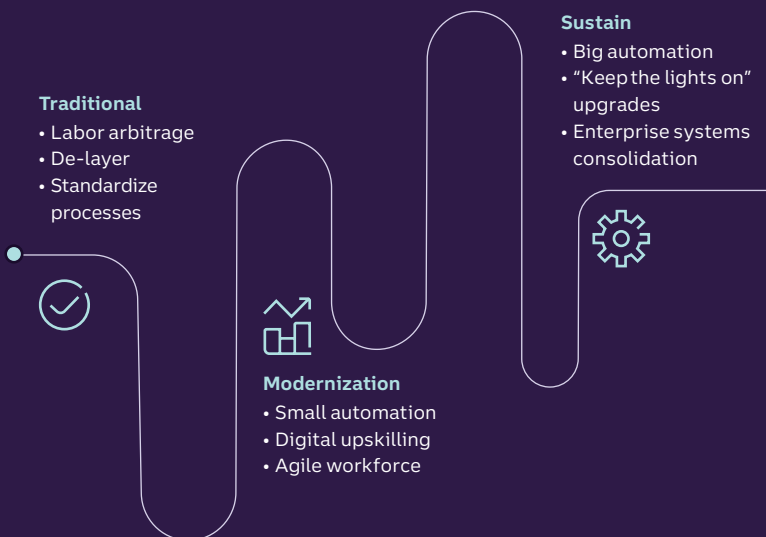 Traditional
• Labor arbitrage
• De-layer
• Standardize
processes
Modernization
• Small automation
• Digital upskilling
• Agile workforce
Sustain
• Big automation
• “Keep the lights on”
upgrades
• Enterprise systems
consolidation